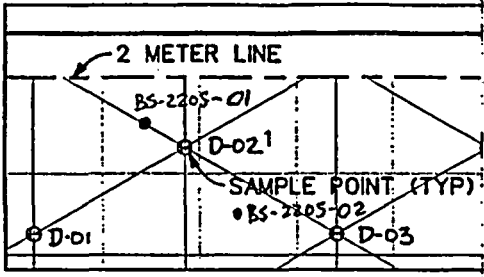 2 METER LINE
BS-2205-01
D-02¹
SAMPLE POINT (TYP)
BS-2205-02
D-01
D-03